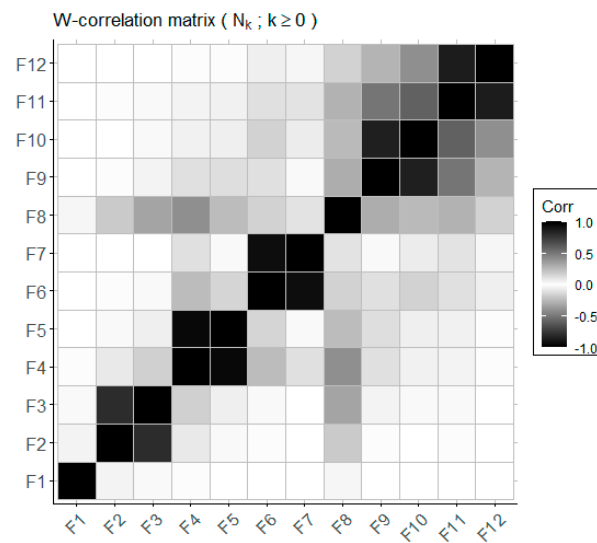 W-correlation matrix ( Nk ; k ≥ 0 )
F12
F11
F10
F9
F8
F7
F6
F5
F4
F3
F2
F1
F1 F2 F3 F4 F5 F6 F7 F8 F9 F10 F11 F12
Corr
1.0
0.5
0.0
-0.5
-1.0